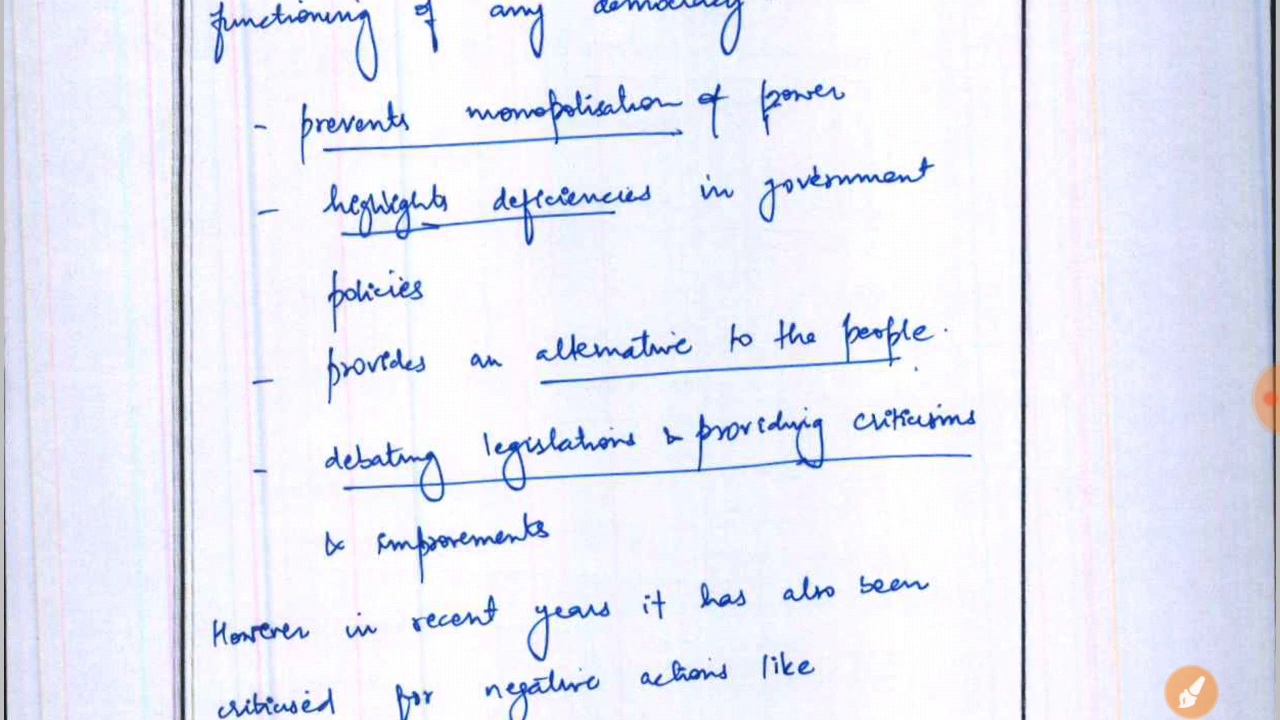 functioning of any democracy
- prevents monopolisation of power
- highlights deficiencies in government
policies
- provides an alternative to the people.
- debating legislations & providing criticisms
& improvements
However in recent years it has also been
criticised for negative actions like